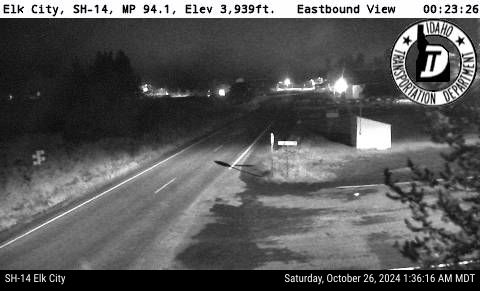 Elk City, SH-14, MP 94.1, Elev 3,939ft. Eastbound View 00:23:26
IDAHO
TRANSPORTATION DEPARTMENT
SH-14 Elk City Saturday, October 26, 2024 1:36:16 AM MDT